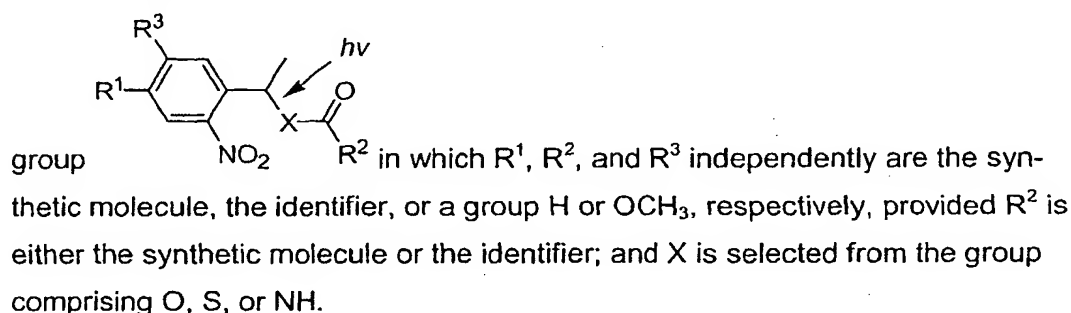 R³
hν
R¹
O
X
NO₂
R²
group in which R¹, R², and R³ independently are the syn-
thetic molecule, the identifier, or a group H or OCH₃, respectively, provided R² is
either the synthetic molecule or the identifier; and X is selected from the group
comprising O, S, or NH.